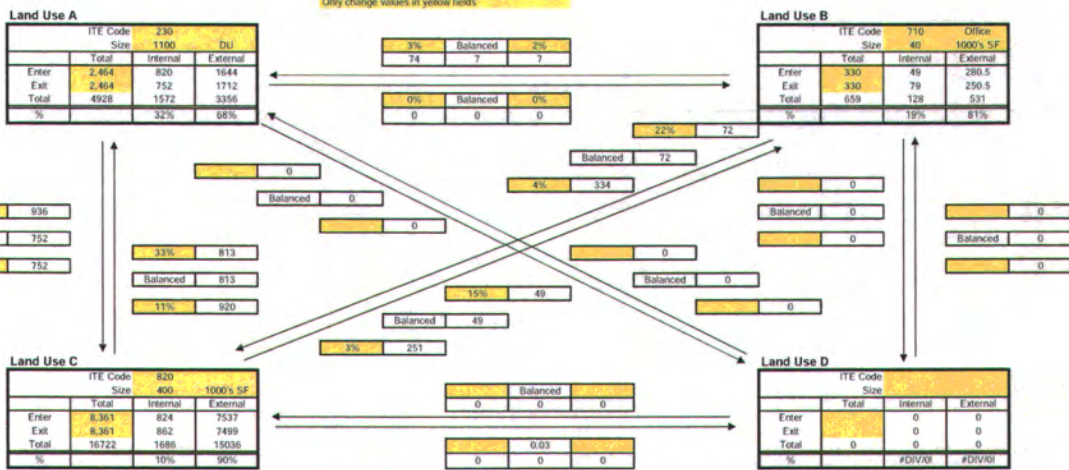 Only change values in yellow fields
Land Use A
ITE Code 230
Size 1100 DU
Total Internal External
Enter 2,464 820 1644
Exit 2,464 752 1712
Total 4928 1572 3356
% 32% 68%
3% Balanced 2%
74 7 7
0% Balanced 0%
0 0 0
Land Use B
ITE Code 710 Office
Size 40 1000's SF
Total Internal External
Enter 330 49 280.5
Exit 330 79 250.5
Total 659 128 531
% 19% 81%
22% 72
Balanced 72
4% 334
0
Balanced 0
0
0
Balanced 0
0
0
Balanced 0
0
936
752
752
33% 813
Balanced 813
11% 920
0
Balanced 0
0
15% 49
Balanced 49
3% 251
Land Use C
ITE Code 820
Size 400 1000's SF
Total Internal External
Enter 8,361 824 7537
Exit 8,361 862 7499
Total 16722 1686 15036
% 10% 90%
Balanced
0 0 0
0.03
0 0 0
Land Use D
ITE Code
Size
Total Internal External
Enter 0 0
Exit 0 0
Total 0 0 0
% #DIV/0! #DIV/0!